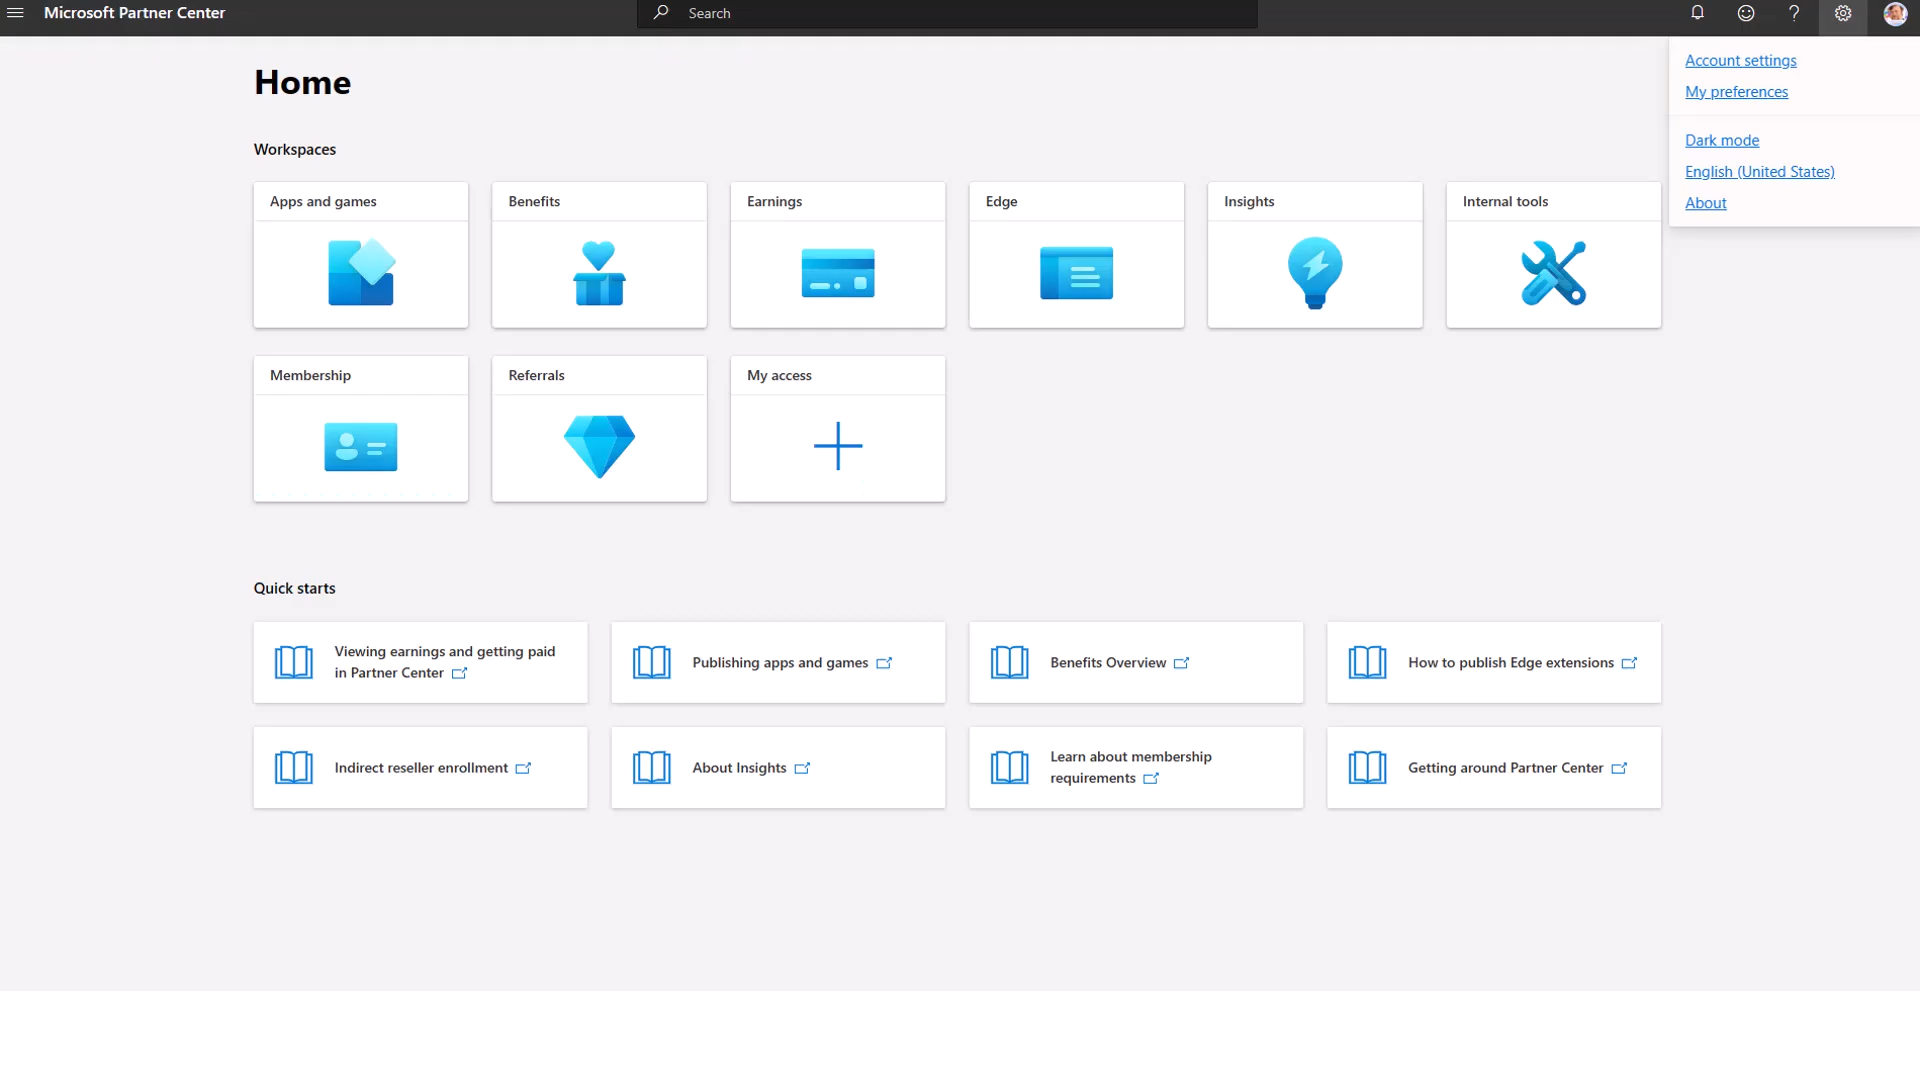 Microsoft Partner Center
Search
Account settings
My preferences
Dark mode
English (United States)
About
Home
Workspaces
Apps and games
Benefits
Earnings
Edge
Insights
Internal tools
Membership
Referrals
My access
Quick starts
Viewing earnings and getting paid
in Partner Center
Publishing apps and games
Benefits Overview
How to publish Edge extensions
Indirect reseller enrollment
About Insights
Learn about membership
requirements
Getting around Partner Center